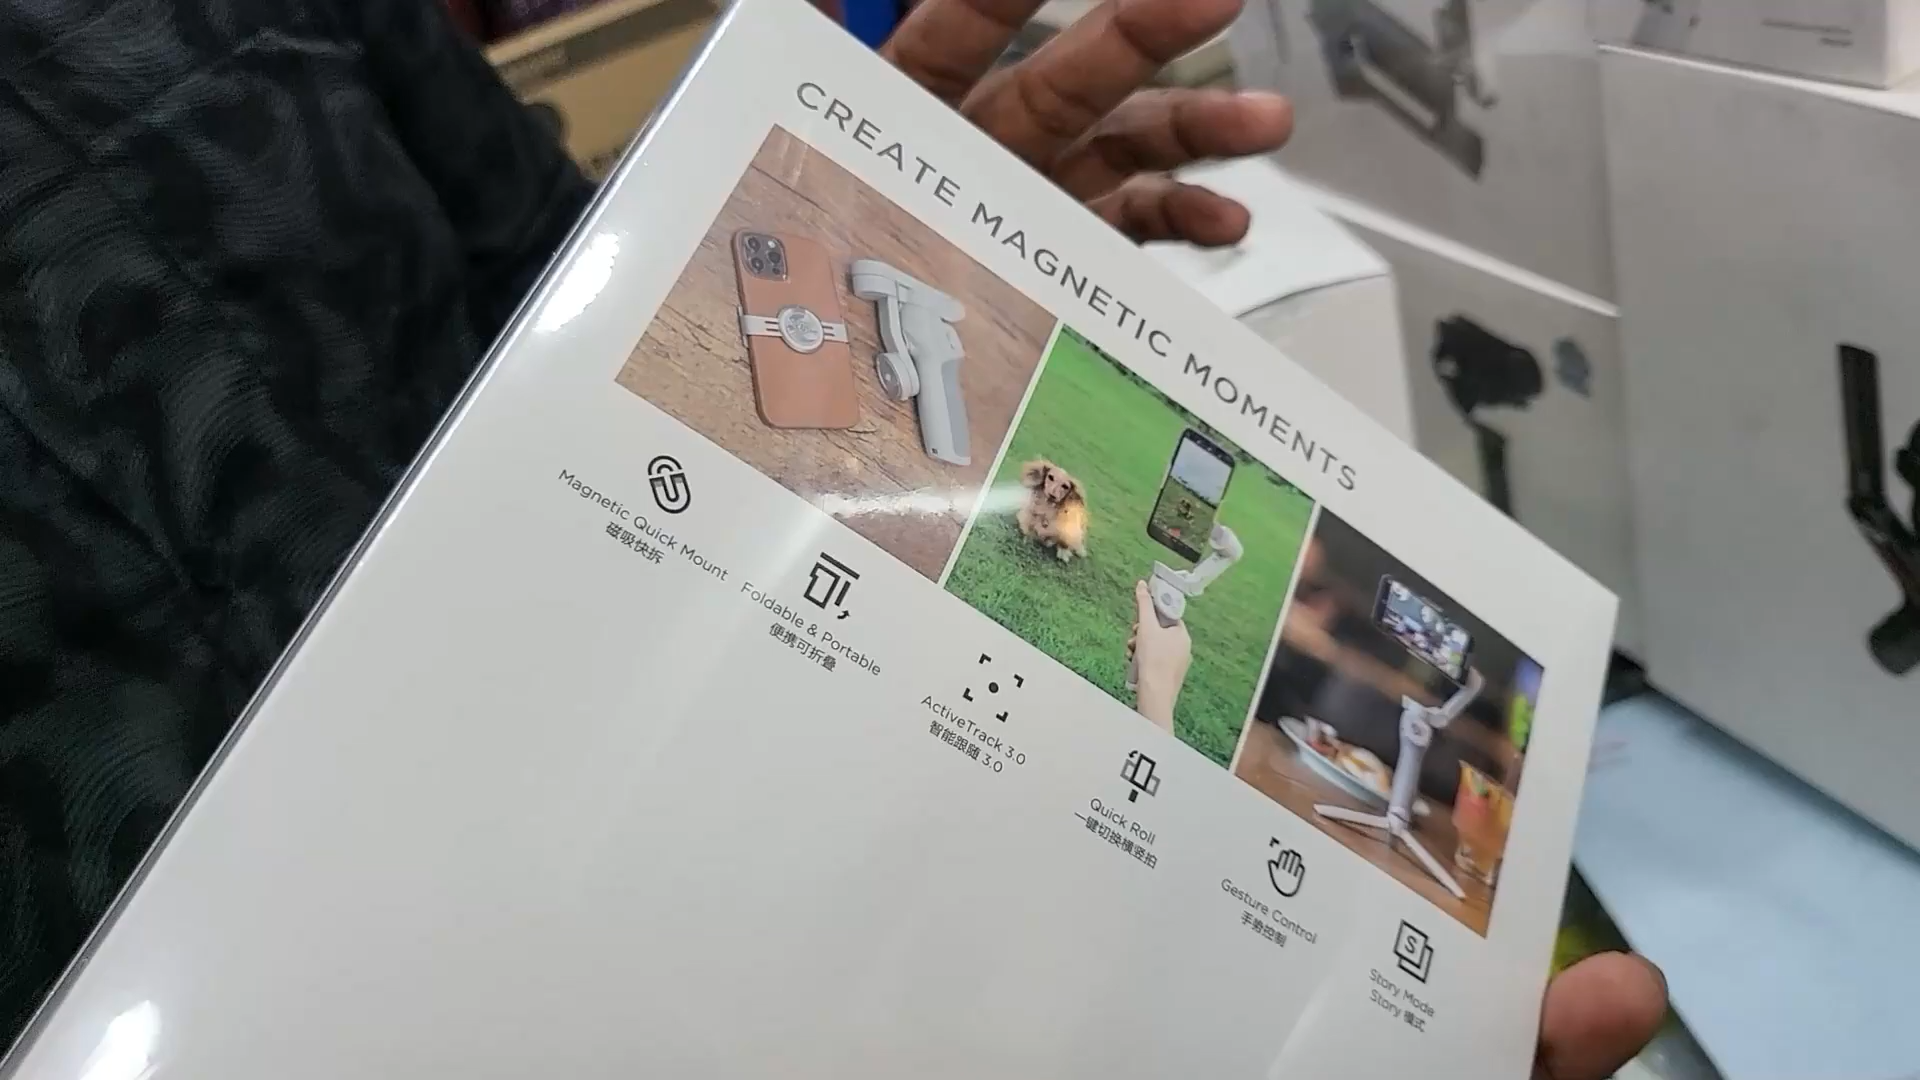 CREATE MAGNETIC MOMENTS
Magnetic Quick Mount
磁吸快拆
Foldable & Portable
便携可折叠
ActiveTrack 3.0
智能跟随 3.0
Quick Roll
一键切换横竖拍
Gesture Control
手势控制
S
Story Mode
Story 模式